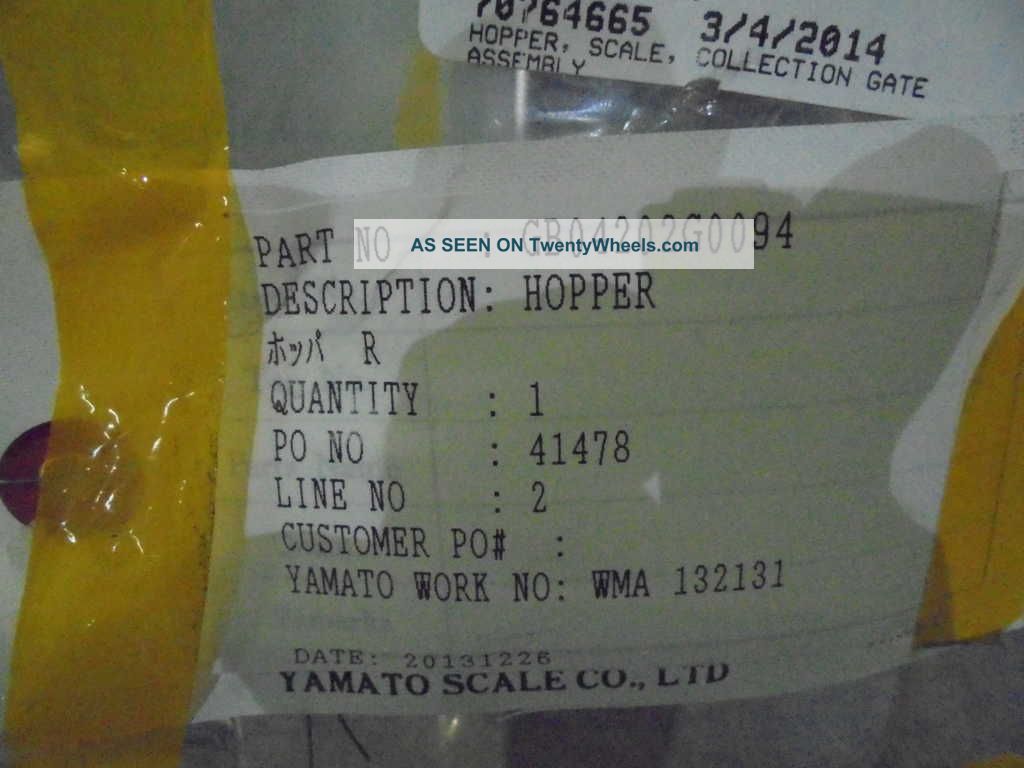 70764665 3/4/2014
HOPPER, SCALE, COLLECTION GATE
ASSEMBLY
PART NO : GB04202G0094
AS SEEN ON TwentyWheels.com
DESCRIPTION: HOPPER
ホッパ R
QUANTITY : 1
PO NO : 41478
LINE NO : 2
CUSTOMER PO# :
YAMATO WORK NO: WMA 132131
DATE: 20131226
YAMATO SCALE CO., LTD